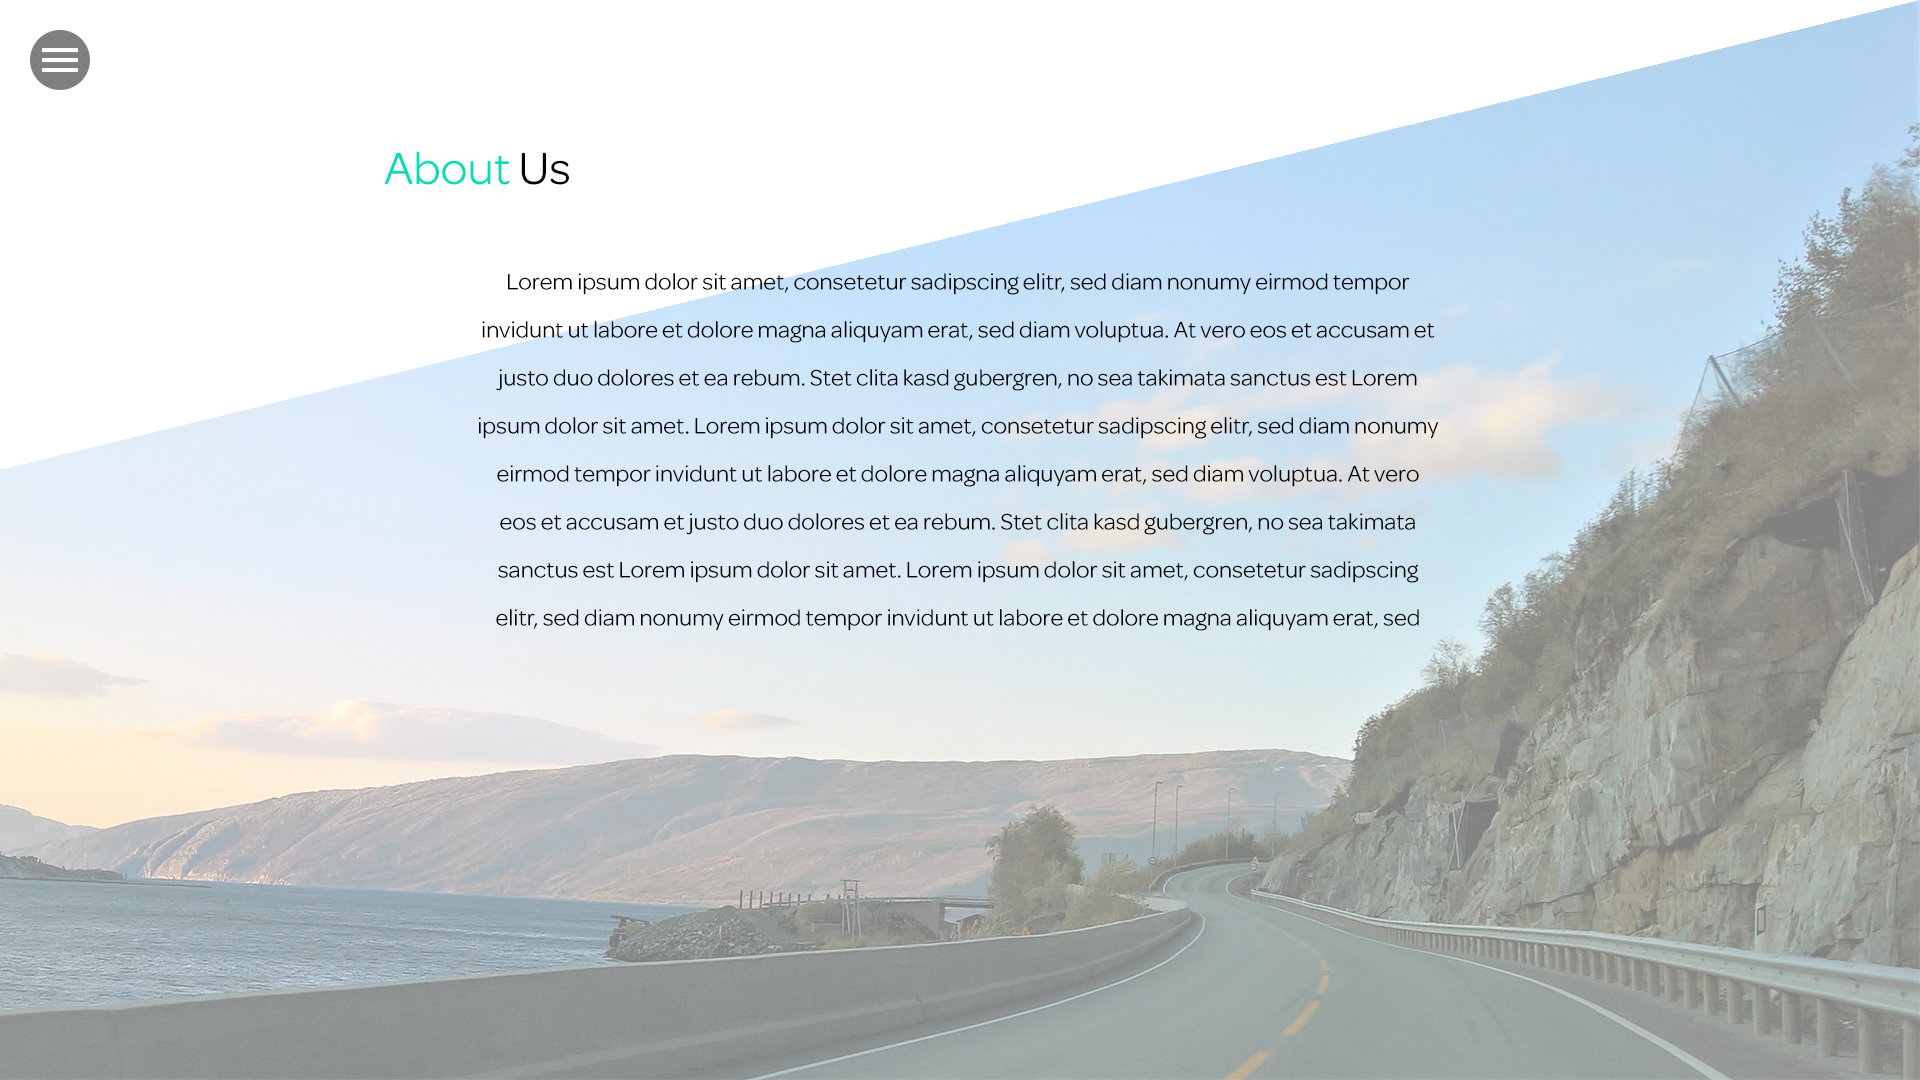 About Us
Lorem ipsum dolor sit amet, consetetur sadipscing elitr, sed diam nonumy eirmod tempor
invidunt ut labore et dolore magna aliquyam erat, sed diam voluptua. At vero eos et accusam et
justo duo dolores et ea rebum. Stet clita kasd gubergren, no sea takimata sanctus est Lorem
ipsum dolor sit amet. Lorem ipsum dolor sit amet, consetetur sadipscing elitr, sed diam nonumy
eirmod tempor invidunt ut labore et dolore magna aliquyam erat, sed diam voluptua. At vero
eos et accusam et justo duo dolores et ea rebum. Stet clita kasd gubergren, no sea takimata
sanctus est Lorem ipsum dolor sit amet. Lorem ipsum dolor sit amet, consetetur sadipscing
elitr, sed diam nonumy eirmod tempor invidunt ut labore et dolore magna aliquyam erat, sed